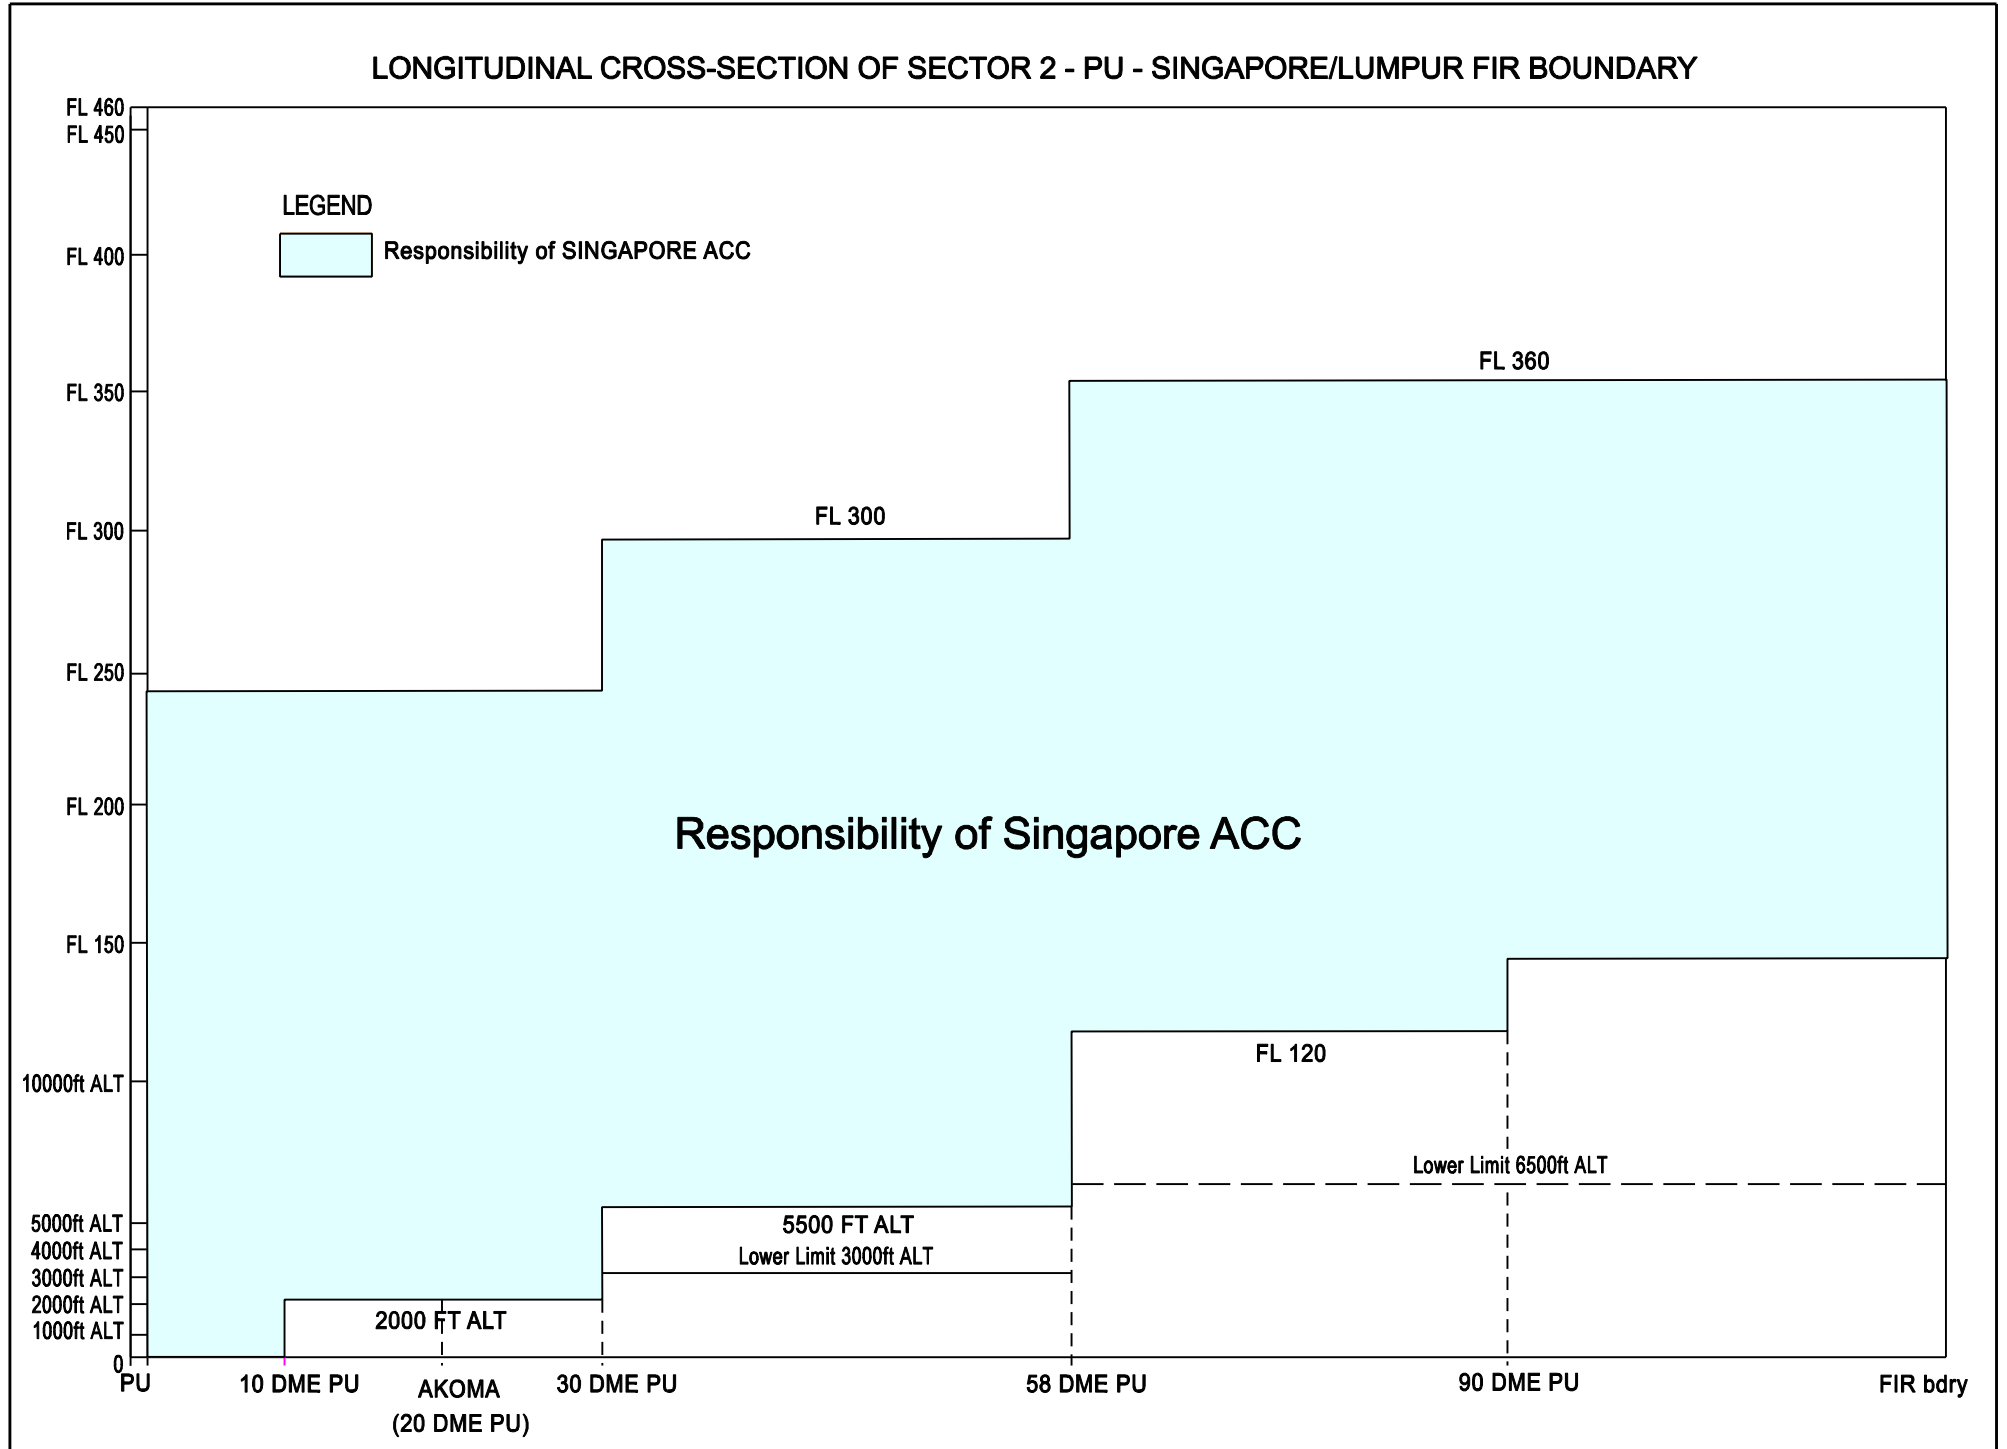 LONGITUDINAL CROSS-SECTION OF SECTOR 2 - PU - SINGAPORE/LUMPUR FIR BOUNDARY
FL 460
FL 450
LEGEND
Responsibility of SINGAPORE ACC
FL 400
FL 360
FL 350
FL 300
FL 300
FL 250
FL 200
Responsibility of Singapore ACC
FL 150
FL 120
10000ft ALT
Lower Limit 6500ft ALT
5000ft ALT
5500 FT ALT
4000ft ALT
Lower Limit 3000ft ALT
3000ft ALT
2000ft ALT
2000 FT ALT
1000ft ALT
0
PU
10 DME PU
AKOMA
(20 DME PU)
30 DME PU
58 DME PU
90 DME PU
FIR bdry